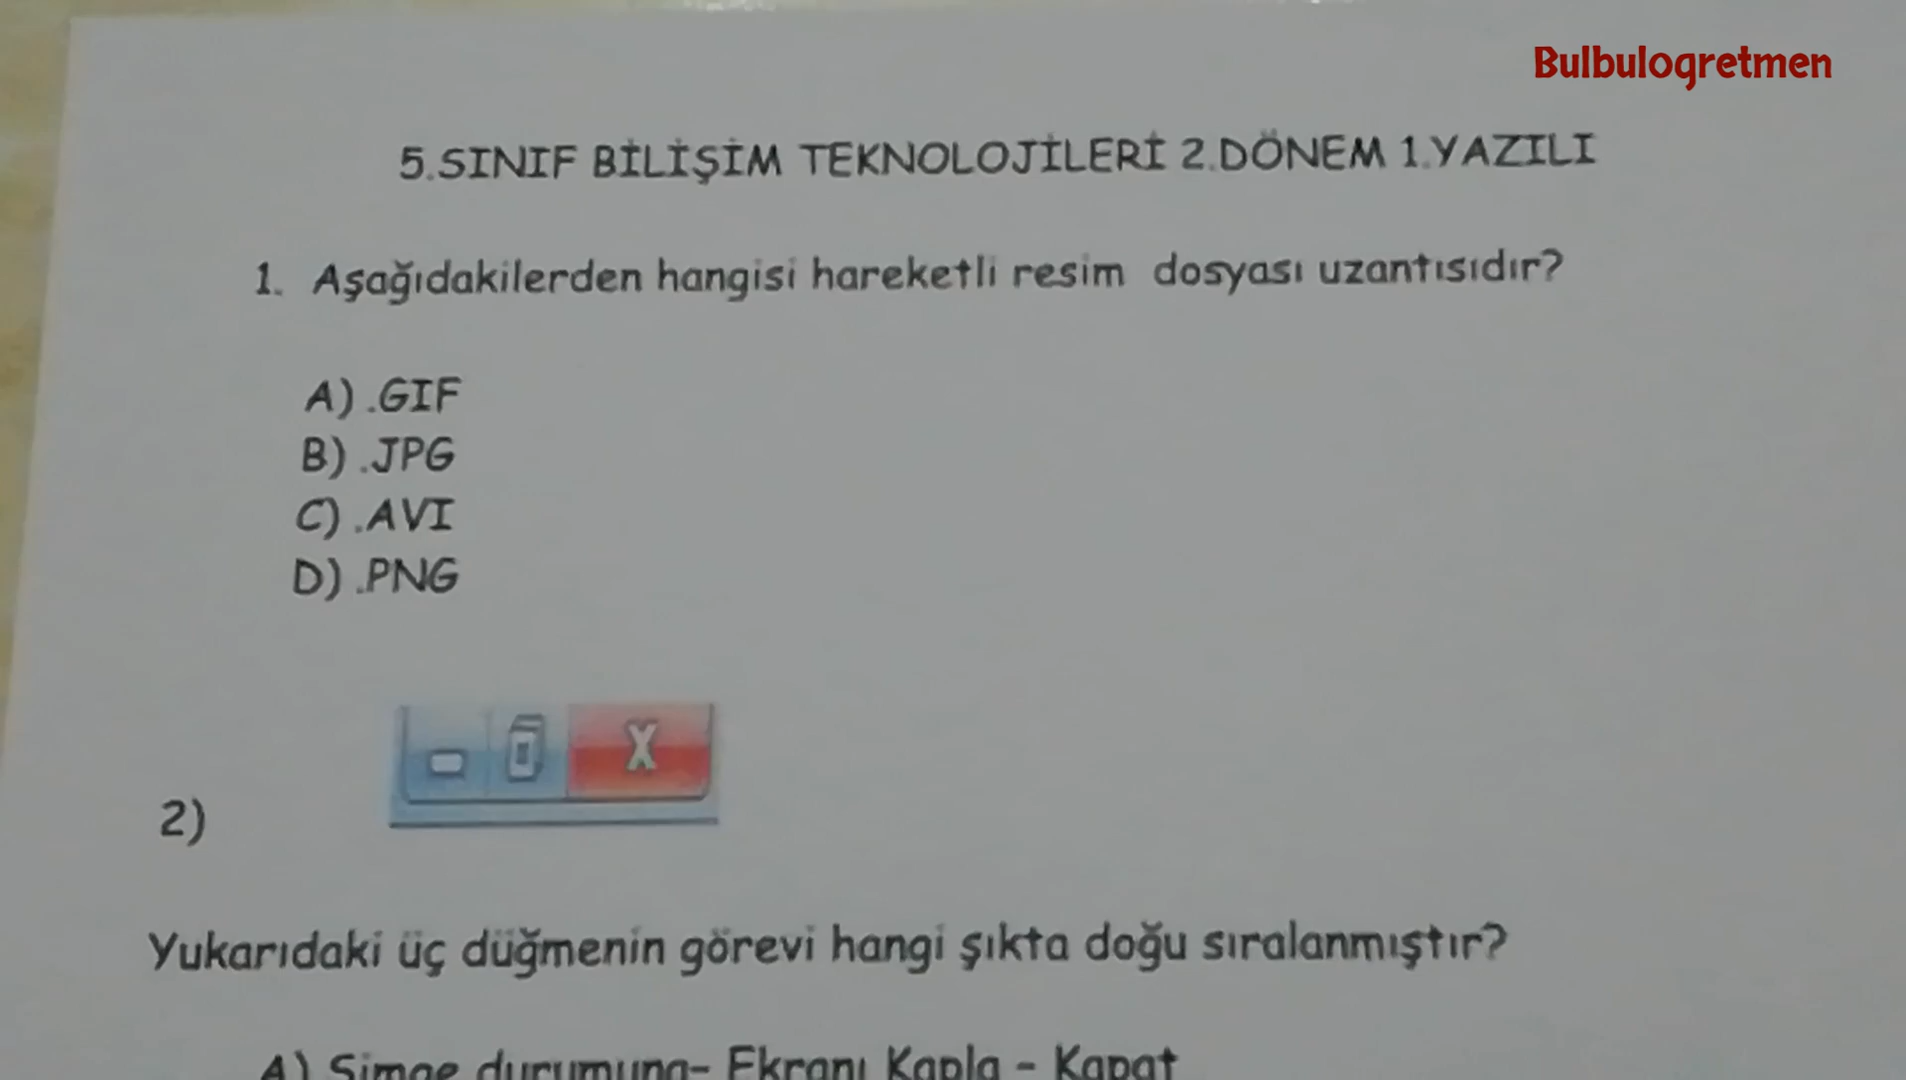 Bulbulogretmen
5.SINIF BİLİŞİM TEKNOLOJİLERİ 2.DÖNEM 1.YAZILI
1. Aşağıdakilerden hangisi hareketli resim dosyası uzantısıdır?
A) .GIF
B) .JPG
C) .AVI
D) .PNG
X
2)
Yukarıdaki üç düğmenin görevi hangi şıkta doğu sıralanmıştır?
A) Simge durumuna- Ekranı Kapla - Kapat